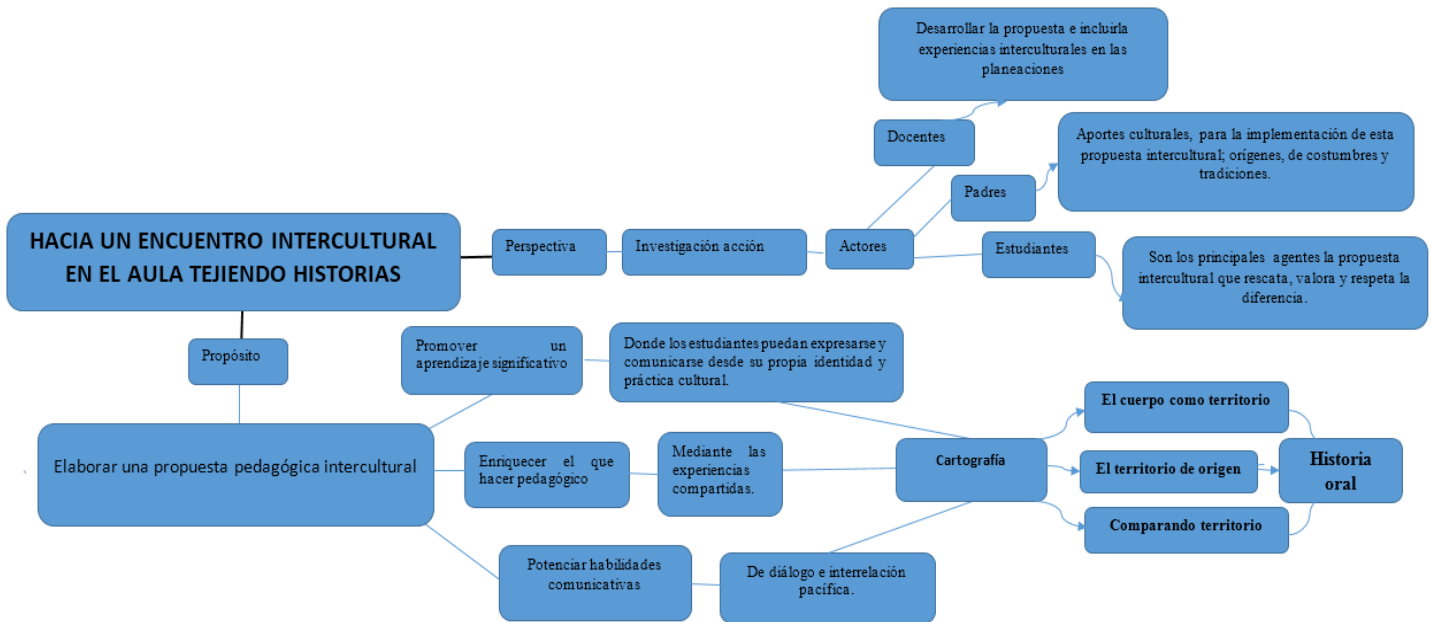 Desarrollar la propuesta e incluirla
experiencias interculturales en las
planeaciones
Docentes
Aportes culturales, para la implementación de esta
propuesta intercultural; orígenes, de costumbres y
tradiciones.
Padres
HACIA UN ENCUENTRO INTERCULTURAL
EN EL AULA TEJIENDO HISTORIAS
Perspectiva
Investigación acción
Actores
Estudiantes
Son los principales agentes la propuesta
intercultural que rescata, valora y respeta la
diferencia.
Propósito
Promover un
aprendizaje significativo
Donde los estudiantes puedan expresarse y
comunicarse desde su propia identidad y
práctica cultural.
Elaborar una propuesta pedagógica intercultural
Enriquecer el que
hacer pedagógico
Mediante las
experiencias
compartidas.
Cartografía
El cuerpo como territorio
El territorio de origen
Comparando territorio
Historia
oral
Potenciar habilidades
comunicativas
De diálogo e interrelación
pacífica.